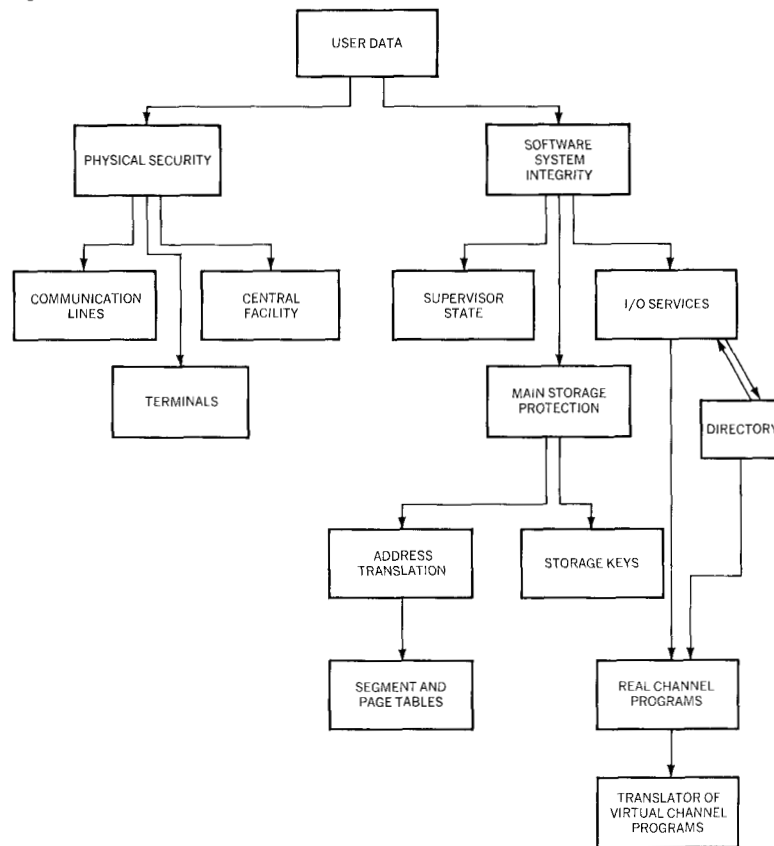 USER DATA
PHYSICAL SECURITY
SOFTWARE
SYSTEM
INTEGRITY
COMMUNICATION
LINES
CENTRAL
FACILITY
SUPERVISOR
STATE
I/O SERVICES
TERMINALS
MAIN STORAGE
PROTECTION
DIRECTORY
ADDRESS
TRANSLATION
STORAGE KEYS
SEGMENT AND
PAGE TABLES
REAL CHANNEL
PROGRAMS
TRANSLATOR OF
VIRTUAL CHANNEL
PROGRAMS